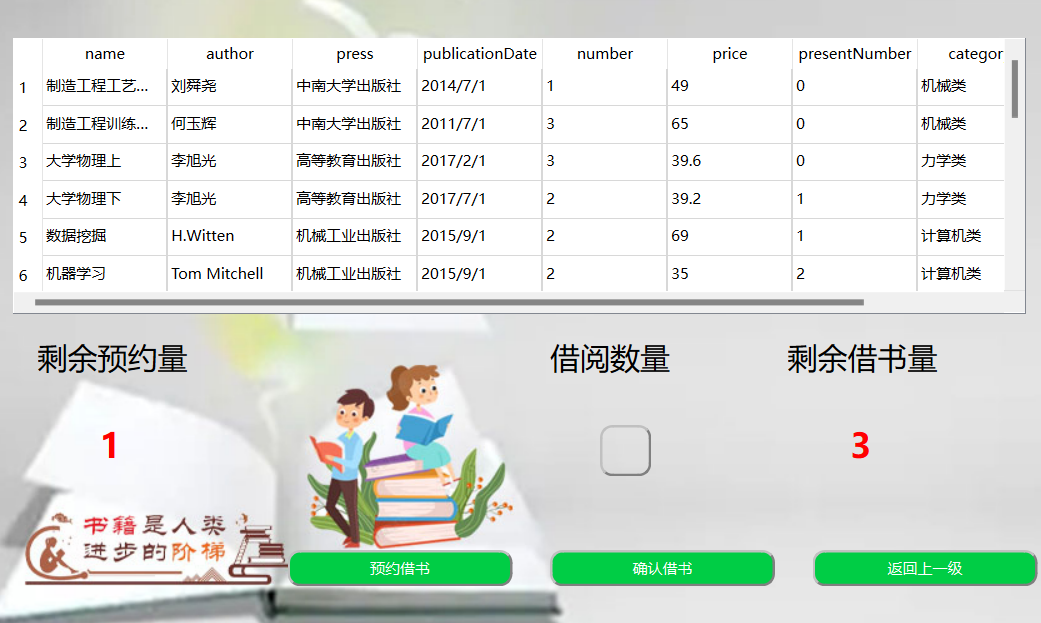 name author press publicationDate number price presentNumber categor
1 制造工程工艺... 刘舜尧 中南大学出版社 2014/7/1 1 49 0 机械类
2 制造工程训练... 何玉辉 中南大学出版社 2011/7/1 3 65 0 机械类
3 大学物理上 李旭光 高等教育出版社 2017/2/1 3 39.6 0 力学类
4 大学物理下 李旭光 高等教育出版社 2017/7/1 2 39.2 1 力学类
5 数据挖掘 H.Witten 机械工业出版社 2015/9/1 2 69 1 计算机类
6 机器学习 Tom Mitchell 机械工业出版社 2015/9/1 2 35 2 计算机类
剩余预约量 借阅数量 剩余借书量
1 3
书籍是人类
进步的阶梯
预约借书 确认借书 返回上一级